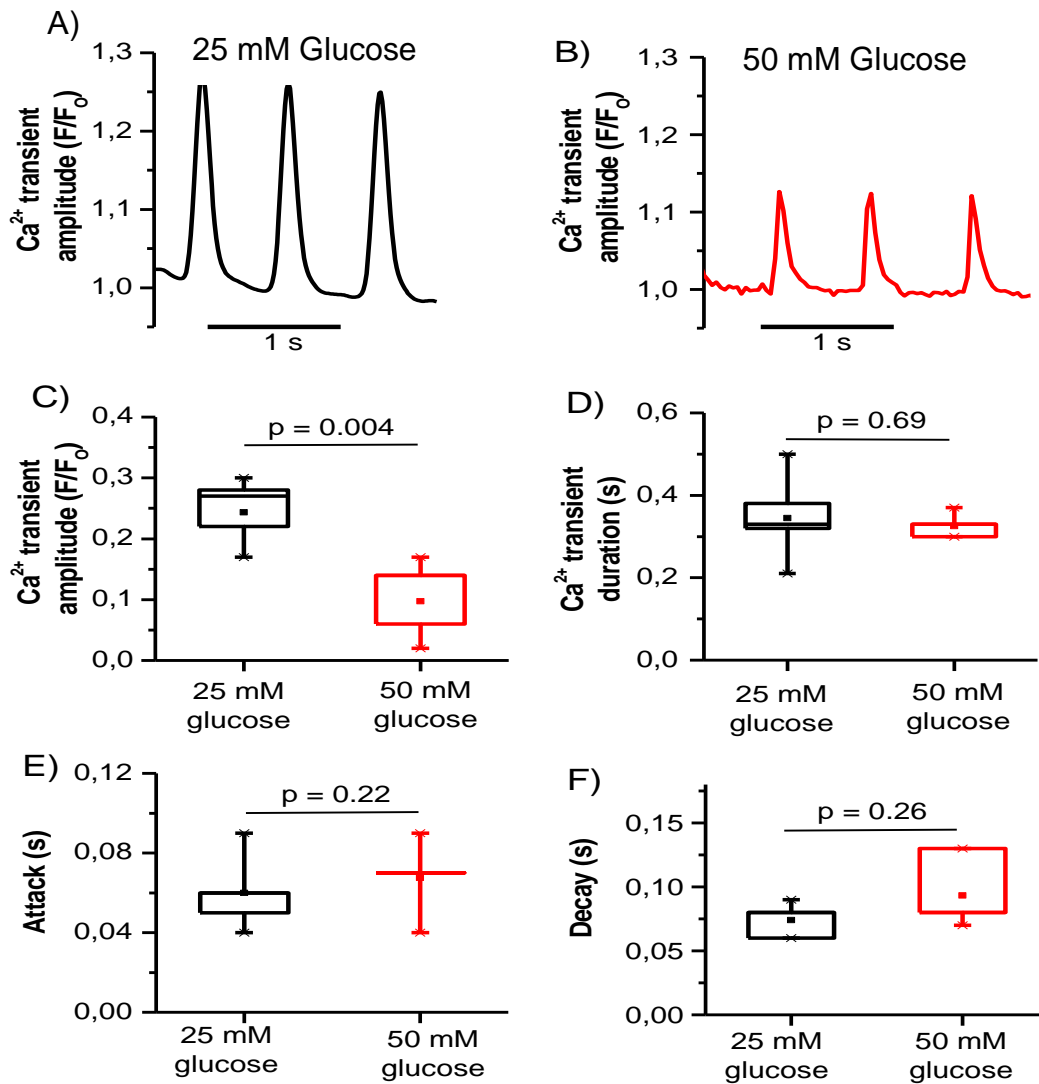 A)
25 mM Glucose
Ca²⁺ transient
amplitude (F/F₀)
1,3
1,2
1,1
1,0
1 s
B)
50 mM Glucose
Ca²⁺ transient
amplitude (F/F₀)
1,3
1,2
1,1
1,0
1 s
C)
Ca²⁺ transient
amplitude (F/F₀)
0,4
0,3
0,2
0,1
0,0
p = 0.004
25 mM
glucose
50 mM
glucose
D)
Ca²⁺ transient
duration (s)
0,6
0,4
0,2
0,0
p = 0.69
25 mM
glucose
50 mM
glucose
E)
Attack (s)
0,12
0,08
0,04
0,00
p = 0.22
25 mM
glucose
50 mM
glucose
F)
Decay (s)
0,15
0,10
0,05
0,00
p = 0.26
25 mM
glucose
50 mM
glucose